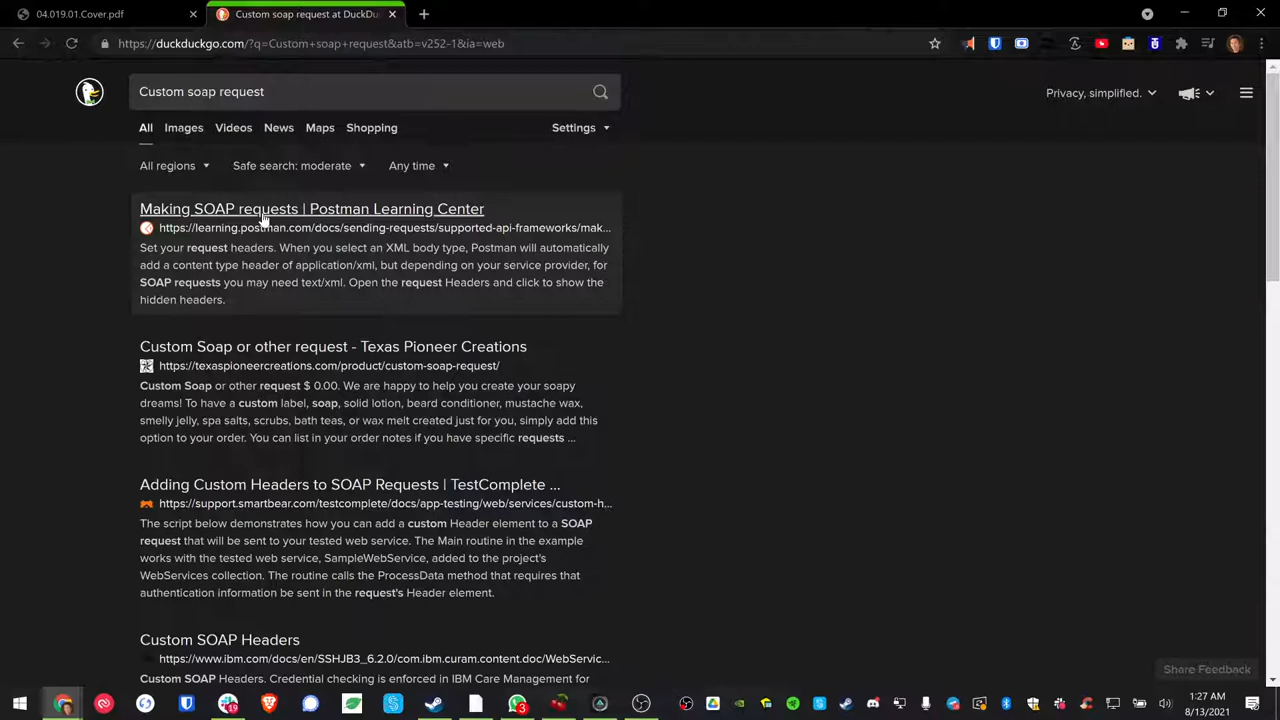 04.019.01.Cover.pdf
Custom soap request at DuckDu
https://duckduckgo.com/?q=Custom+soap+request&atb=v252-1&ia=web
Custom soap request
Privacy, simplified.
All Images Videos News Maps Shopping Settings
All regions Safe search: moderate Any time
Making SOAP requests | Postman Learning Center
https://learning.postman.com/docs/sending-requests/supported-api-frameworks/mak...
Set your request headers. When you select an XML body type, Postman will automatically
add a content type header of application/xml, but depending on your service provider, for
SOAP requests you may need text/xml. Open the request Headers and click to show the
hidden headers.
Custom Soap or other request - Texas Pioneer Creations
https://texaspioneercreations.com/product/custom-soap-request/
Custom Soap or other request $ 0.00. We are happy to help you create your soapy
dreams! To have a custom label, soap, solid lotion, beard conditioner, mustache wax,
smelly jelly, spa salts, scrubs, bath teas, or wax melt created just for you, simply add this
option to your order. You can list in your order notes if you have specific requests ...
Adding Custom Headers to SOAP Requests | TestComplete ...
https://support.smartbear.com/testcomplete/docs/app-testing/web/services/custom-h...
The script below demonstrates how you can add a custom Header element to a SOAP
request that will be sent to your tested web service. The Main routine in the example
works with the tested web service, SampleWebService, added to the project's
WebServices collection. The routine calls the ProcessData method that requires that
authentication information be sent in the request's Header element.
Custom SOAP Headers
https://www.ibm.com/docs/en/SSHJB3_6.2.0/com.ibm.curam.content.doc/WebServic...
Custom SOAP Headers. Credential checking is enforced in IBM Care Management for
Share Feedback
19
3
1:27 AM
8/13/2021